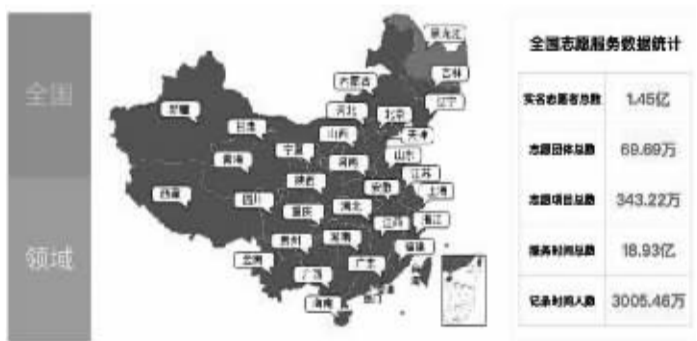 全国
领域
黑龙江
吉林
内蒙古
辽宁
新疆
河北
北京
甘肃
天津
山西
宁夏
青海
河南
山东
陕西
江苏
西藏
安徽
上海
四川
湖北
重庆
江西
浙江
贵州
湖南
福建
云南
广东
广西
海南
全国志愿服务数据统计
实名志愿者总数 1.45亿
志愿团体总数 69.69万
志愿项目总数 343.22万
服务时间总数 18.93亿
记录时间人数 3005.46万